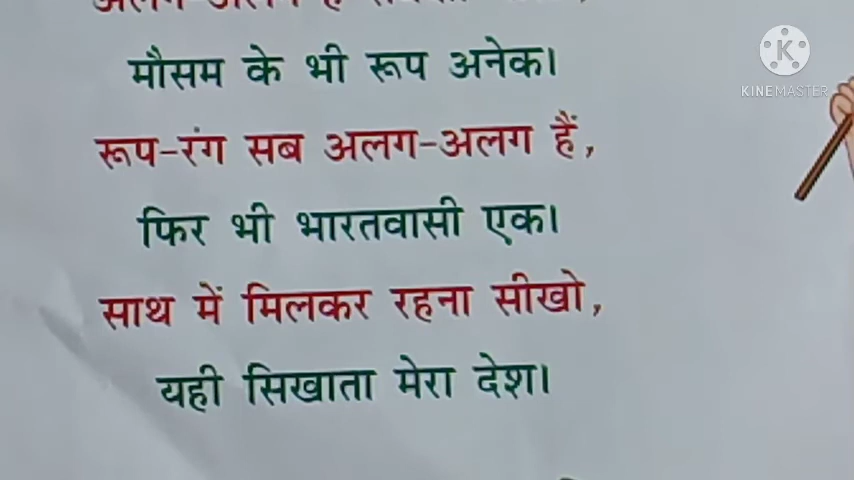 मौसम के भी रूप अनेक।
रूप-रंग सब अलग-अलग हैं,
फिर भी भारतवासी एक।
साथ में मिलकर रहना सीखो,
यही सिखाता मेरा देश।
K
KINEMASTER